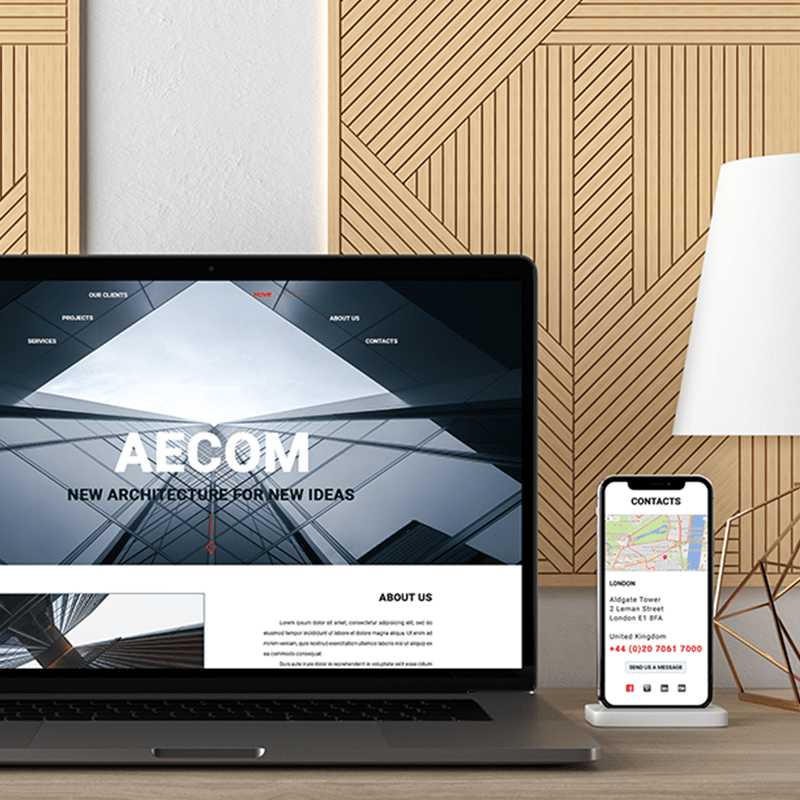 OUR CLIENTS
HOME
PROJECTS
ABOUT US
SERVICES
CONTACTS
AECOM
NEW ARCHITECTURE FOR NEW IDEAS
ABOUT US
Lorem ipsum dolor sit amet, consectetur adipisicing elit, sed do
eiusmod tempor incididunt ut labore et dolore magna aliqua. Ut enim ad
minim veniam, quis nostrud exercitation ullamco laboris nisi ut aliquip ex
ea commodo consequat.
Duis aute irure dolor in reprehenderit in voluptate velit esse cillum
CONTACTS
LONDON
Aldgate Tower
2 Leman Street
London E1 8FA
United Kingdom
+44 (0)20 7061 7000
SEND US A MESSAGE